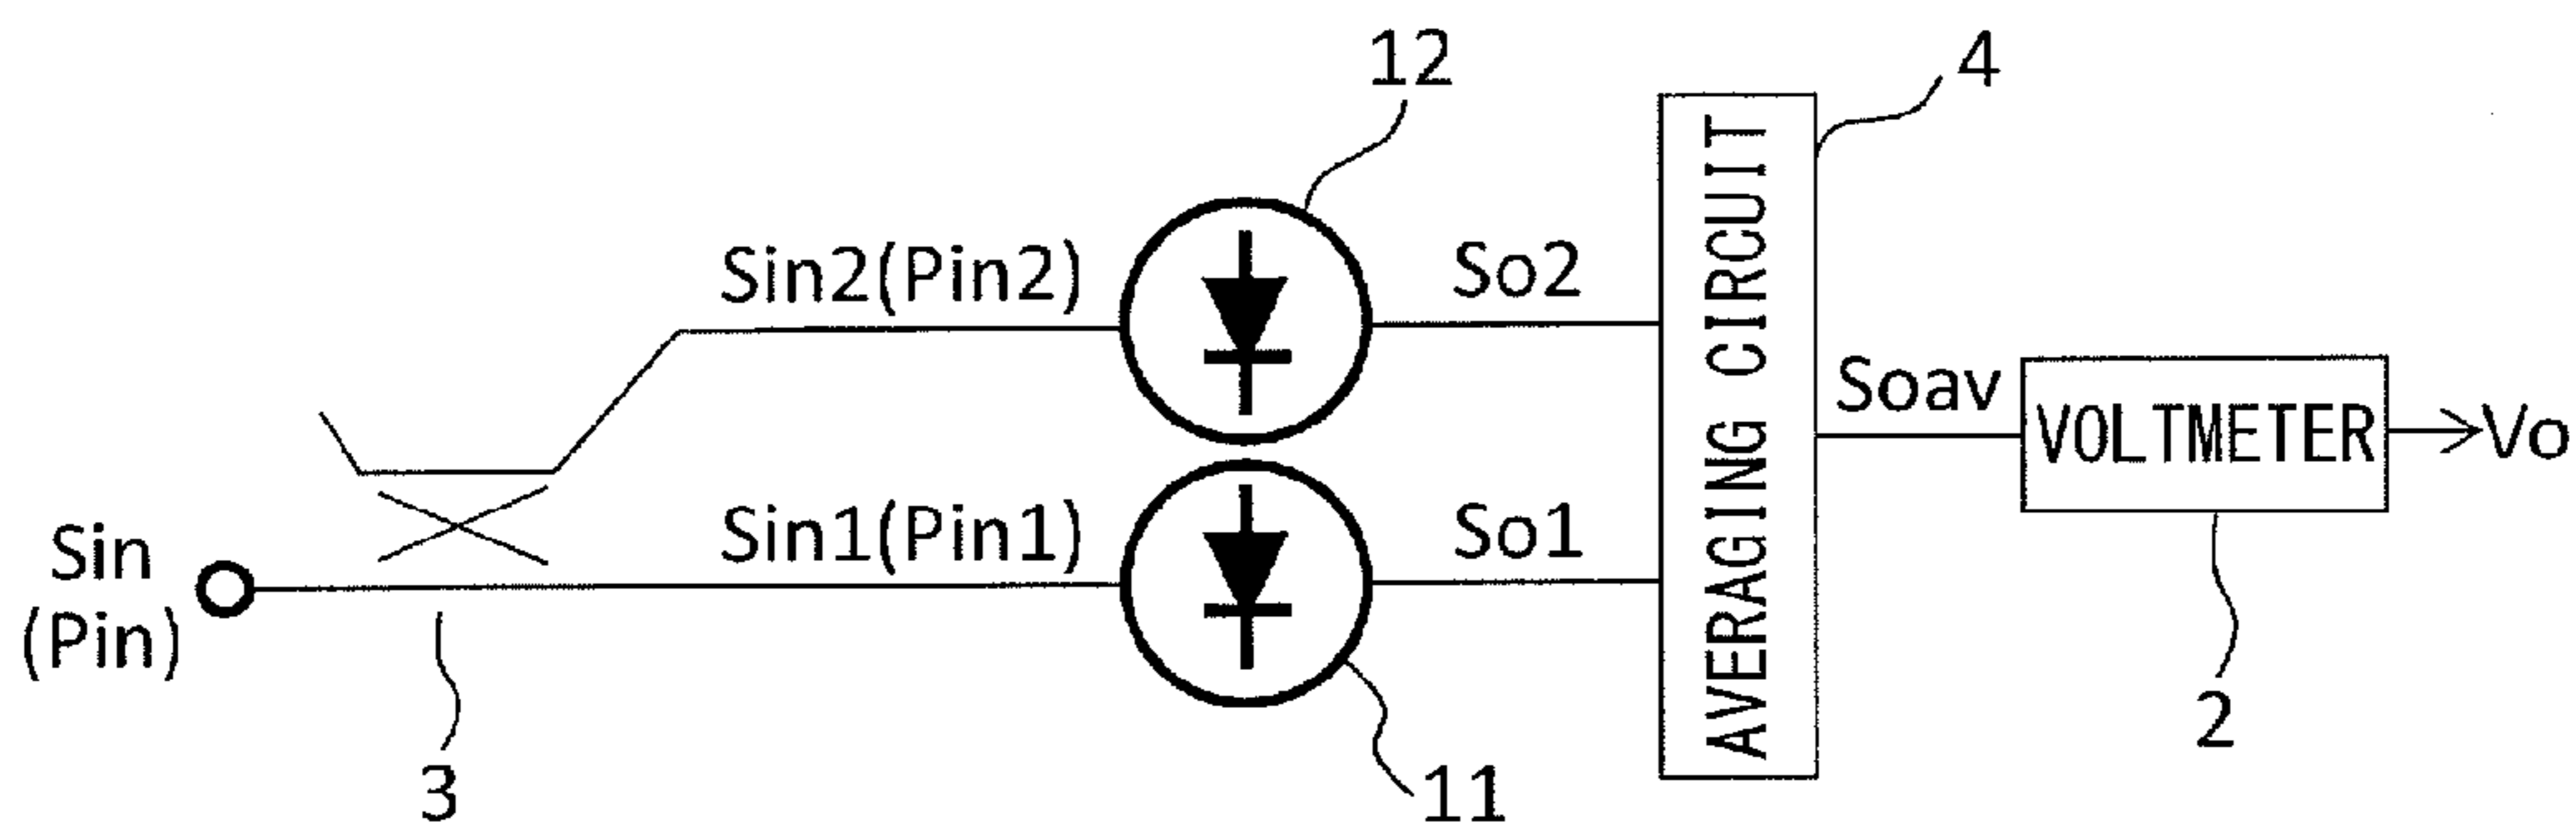 12
4
Sin2(Pin2)
So2
AVERAGING CIRCUIT
Soav
VOLTMETER
Vo
Sin
(Pin)
Sin1(Pin1)
So1
2
3
11